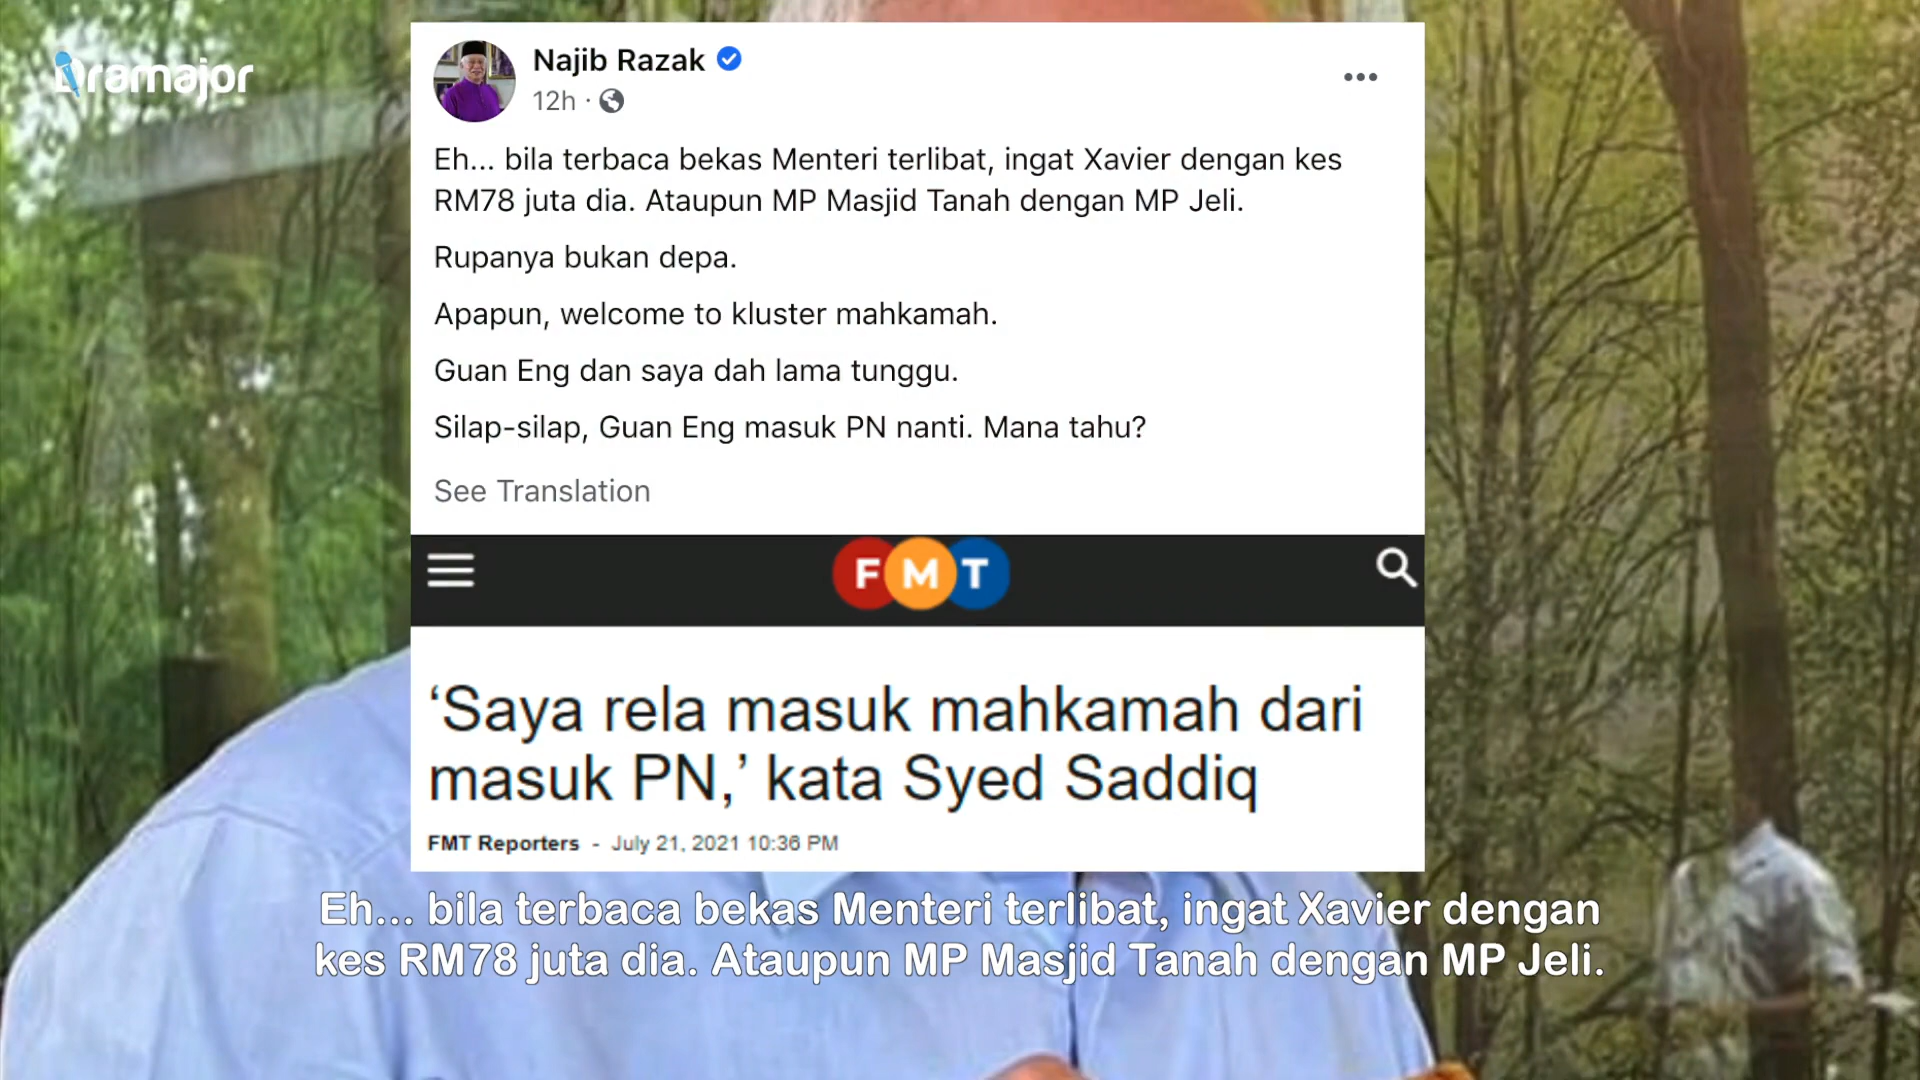 Dramajor
Najib Razak
12h ·
Eh... bila terbaca bekas Menteri terlibat, ingat Xavier dengan kes
RM78 juta dia. Ataupun MP Masjid Tanah dengan MP Jeli.
Rupanya bukan depa.
Apapun, welcome to kluster mahkamah.
Guan Eng dan saya dah lama tunggu.
Silap-silap, Guan Eng masuk PN nanti. Mana tahu?
See Translation
FMT
‘Saya rela masuk mahkamah dari
masuk PN,’ kata Syed Saddiq
FMT Reporters - July 21, 2021 10:36 PM
Eh... bila terbaca bekas Menteri terlibat, ingat Xavier dengan
kes RM78 juta dia. Ataupun MP Masjid Tanah dengan MP Jeli.